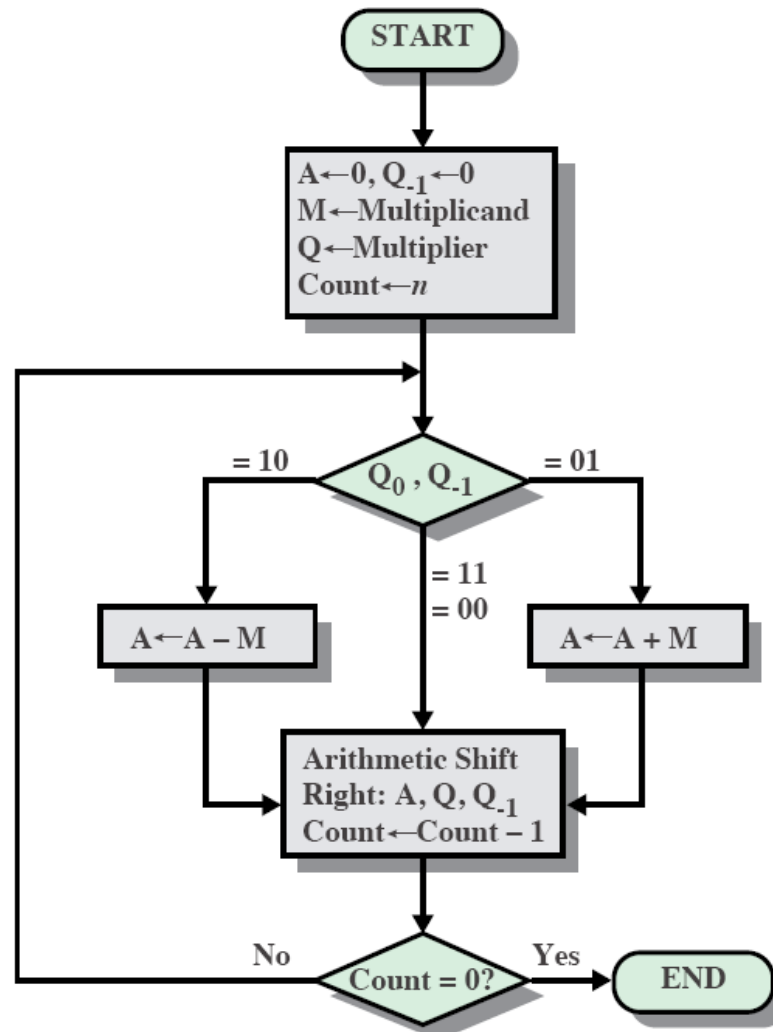 START
A←0, Q₋₁←0
M←Multiplicand
Q←Multiplier
Count←n
= 10
Q₀ , Q₋₁
= 01
= 11
= 00
A←A – M
A←A + M
Arithmetic Shift
Right: A, Q, Q₋₁
Count←Count – 1
No
Count = 0?
Yes
END